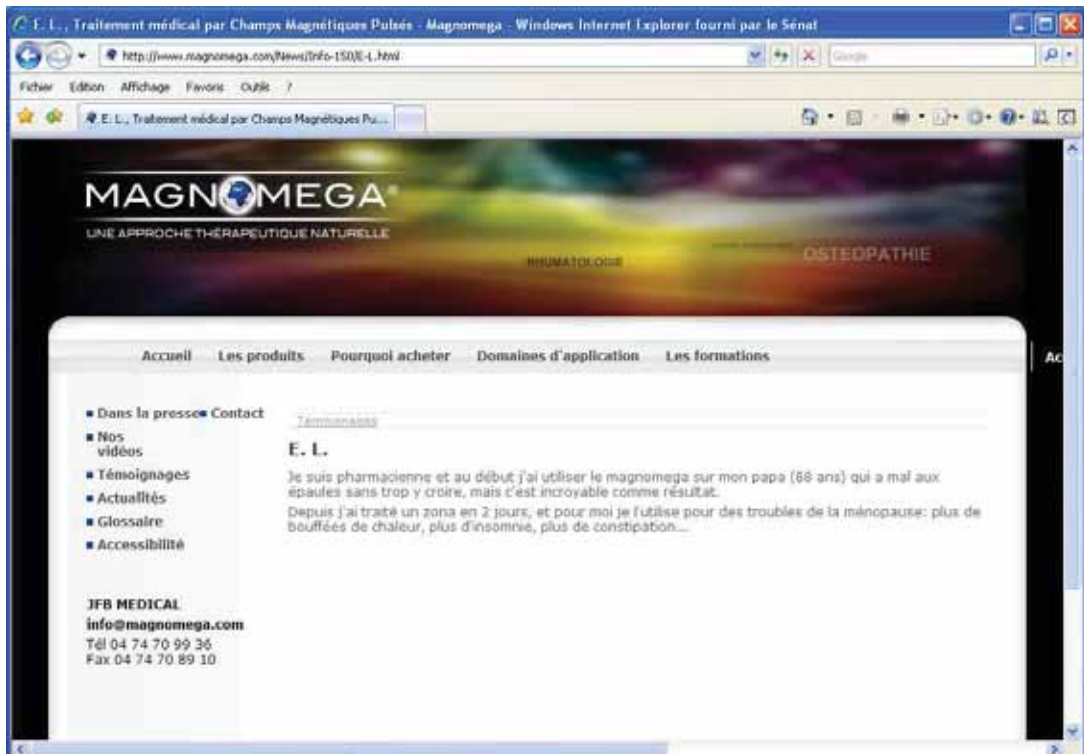 E. L., Traitement médical par Champs Magnétiques Pulsés - Magnomega - Windows Internet Explorer fourni par le Sénat
http://www.magnomega.com/News/Info-150/E-L.html
Google
Fichier Edition Affichage Favoris Outils ?
E. L., Traitement médical par Champs Magnétiques Pu...
MAGNOMEGA®
UNE APPROCHE THÉRAPEUTIQUE NATURELLE
RHUMATOLOGIE
OSTEOPATHIE
Accueil Les produits Pourquoi acheter Domaines d'application Les formations
Ac
Dans la presse Contact
Nos
vidéos
Témoignages
Actualités
Glossaire
Accessibilité
Témoignages
E. L.
Je suis pharmacienne et au début j'ai utiliser le magnomega sur mon papa (68 ans) qui a mal aux
épaules sans trop y croire, mais c'est incroyable comme résultat.
Depuis j'ai traité un zona en 2 jours, et pour moi je l'utilise pour des troubles de la ménopause: plus de
bouffées de chaleur, plus d'insomnie, plus de constipation....
JFB MEDICAL
info@magnomega.com
Tél 04 74 70 99 36
Fax 04 74 70 89 10